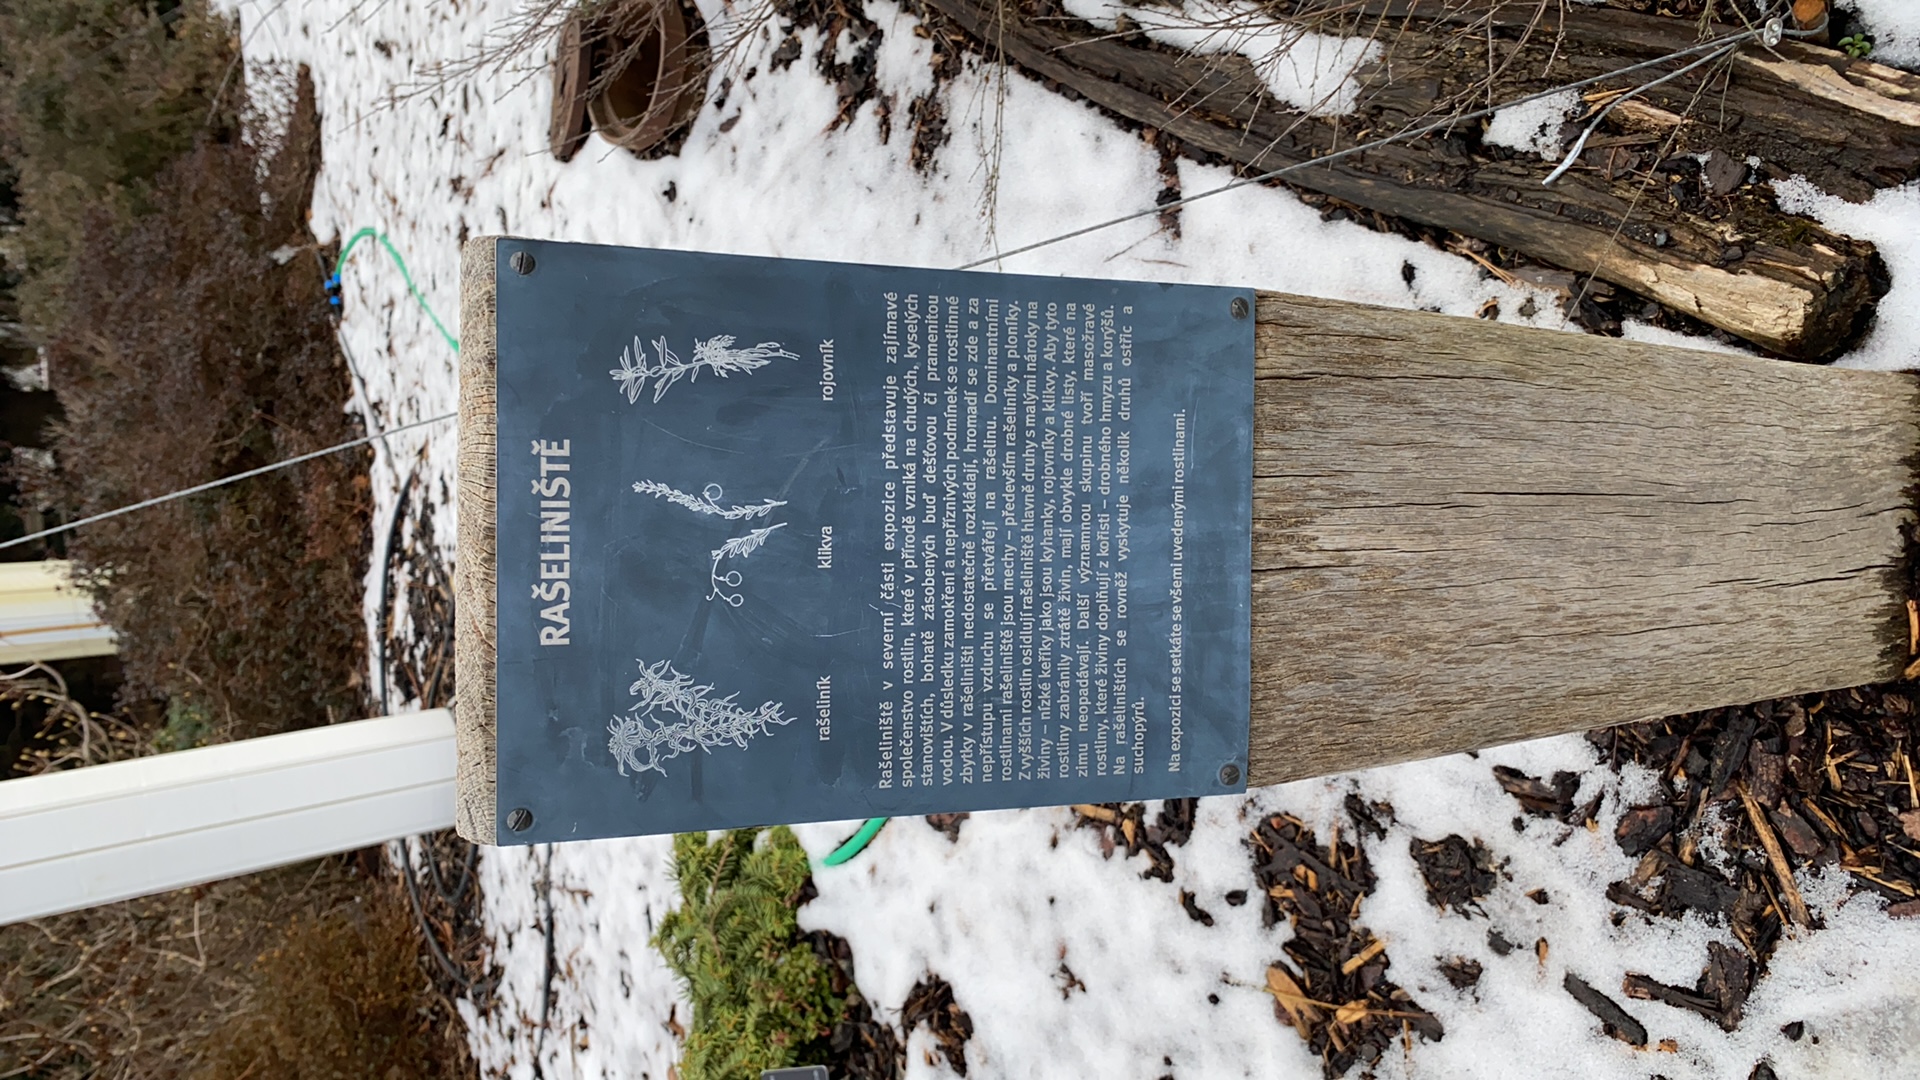 RAŠELINIŠTĚ
rašeliník klikva rojovník
Rašeliniště v severní části expozice představuje zajímavé
společenstvo rostlin, které v přírodě vzniká na chudých, kyselých
stanovištích, bohatě zásobených buď dešťovou či pramenitou
vodou. V důsledku zamokření a nepříznivých podmínek se rostlinné
zbytky v rašeliništi nedostatečně rozkládají, hromadí se zde a za
nepřístupu vzduchu se přetvářejí na rašelinu. Dominantními
rostlinami rašeliniště jsou mechy – především rašeliníky a ploníky.
Z vyšších rostlin osidlují rašeliniště hlavně druhy s malými nároky na
živiny – nízké keříky jako jsou kyhanky, rojovníky a klikvy. Aby tyto
rostliny zabránily ztrátě živin, mají obvykle drobné listy, které na
zimu neopadávají. Další významnou skupinu tvoří masožravé
rostliny, které živiny doplňují z kořisti – drobného hmyzu a korýšů.
Na rašeliništích se rovněž vyskytuje několik druhů ostřic a
suchopýrů.
Na expozici se setkáte se všemi uvedenými rostlinami.